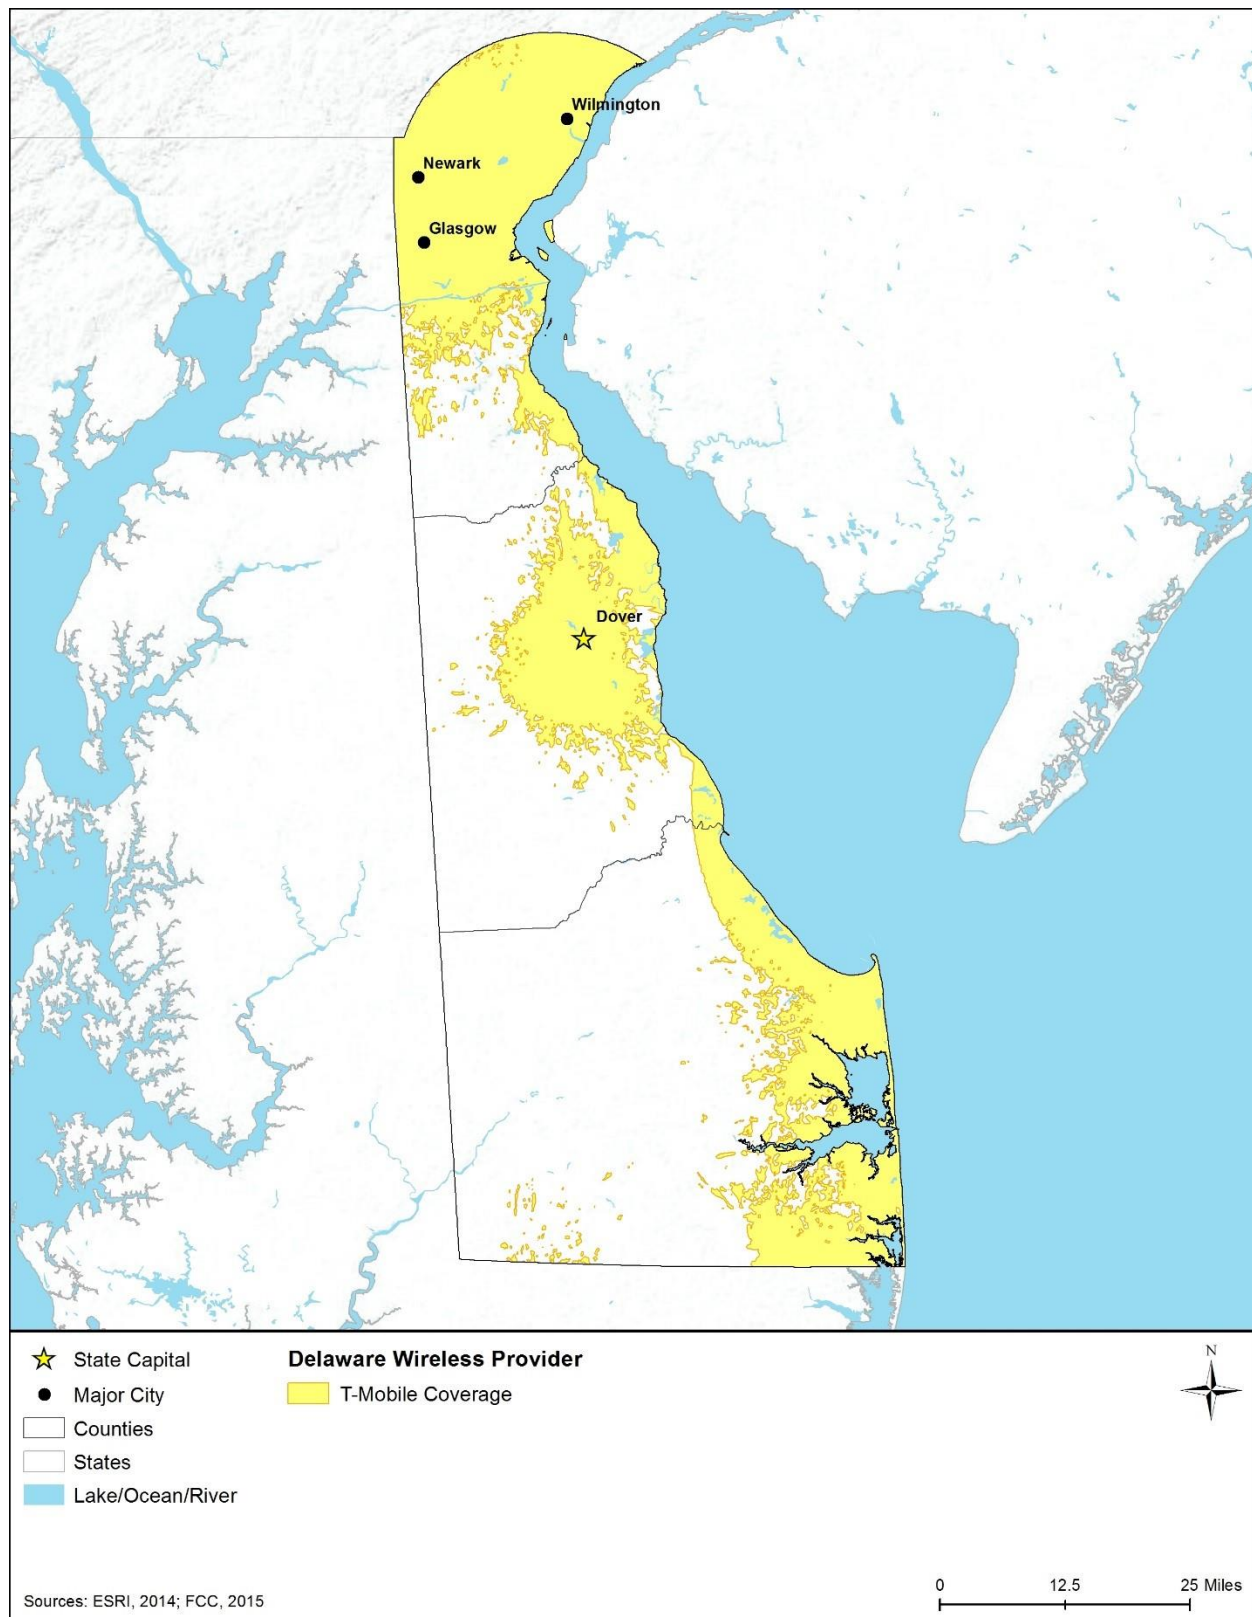 Wilmington
Newark
Glasgow
Dover
State Capital
Major City
Counties
States
Lake/Ocean/River
Delaware Wireless Provider
T-Mobile Coverage
N
Sources: ESRI, 2014; FCC, 2015
0 12.5 25 Miles